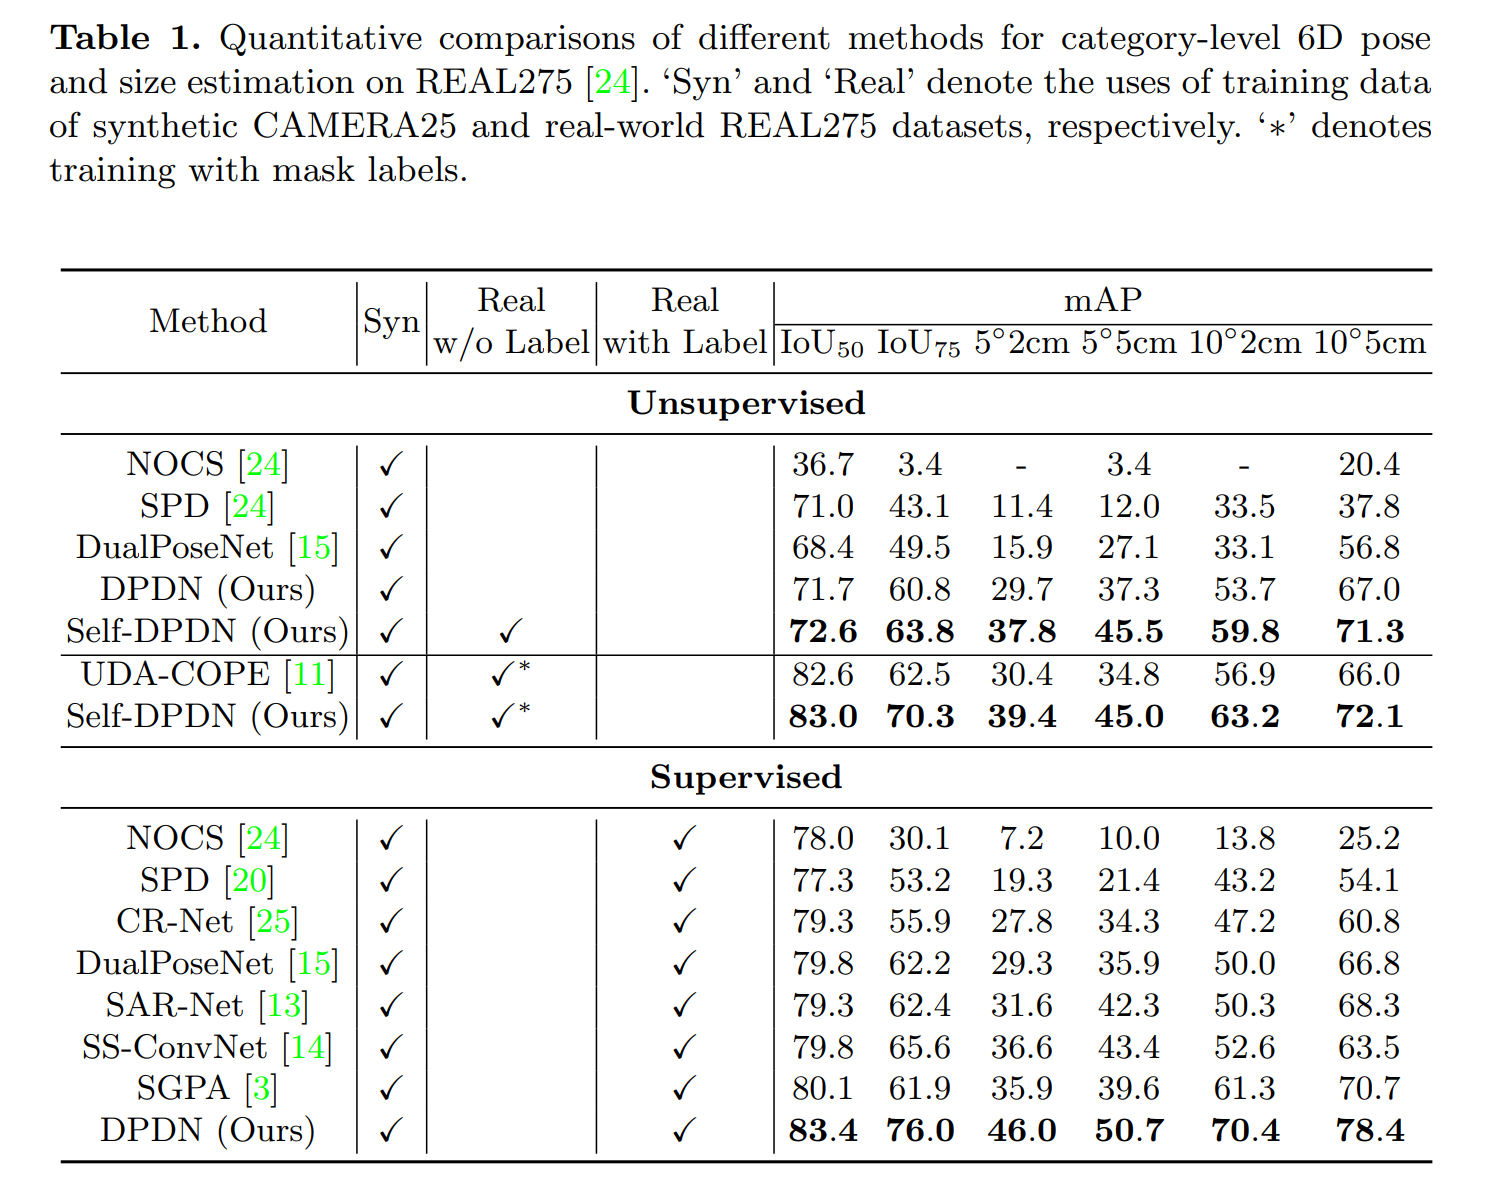 Table 1. Quantitative comparisons of different methods for category-level 6D pose
and size estimation on REAL275 [24]. ‘Syn’ and ‘Real’ denote the uses of training data
of synthetic CAMERA25 and real-world REAL275 datasets, respectively. ‘∗’ denotes
training with mask labels.
Method Syn Real w/o Label Real with Label mAP
IoU50 IoU75 5°2cm 5°5cm 10°2cm 10°5cm
Unsupervised
NOCS [24] ✓ 36.7 3.4 - 3.4 - 20.4
SPD [24] ✓ 71.0 43.1 11.4 12.0 33.5 37.8
DualPoseNet [15] ✓ 68.4 49.5 15.9 27.1 33.1 56.8
DPDN (Ours) ✓ 71.7 60.8 29.7 37.3 53.7 67.0
Self-DPDN (Ours) ✓ ✓ 72.6 63.8 37.8 45.5 59.8 71.3
UDA-COPE [11] ✓ ✓* 82.6 62.5 30.4 34.8 56.9 66.0
Self-DPDN (Ours) ✓ ✓* 83.0 70.3 39.4 45.0 63.2 72.1
Supervised
NOCS [24] ✓ ✓ 78.0 30.1 7.2 10.0 13.8 25.2
SPD [20] ✓ ✓ 77.3 53.2 19.3 21.4 43.2 54.1
CR-Net [25] ✓ ✓ 79.3 55.9 27.8 34.3 47.2 60.8
DualPoseNet [15] ✓ ✓ 79.8 62.2 29.3 35.9 50.0 66.8
SAR-Net [13] ✓ ✓ 79.3 62.4 31.6 42.3 50.3 68.3
SS-ConvNet [14] ✓ ✓ 79.8 65.6 36.6 43.4 52.6 63.5
SGPA [3] ✓ ✓ 80.1 61.9 35.9 39.6 61.3 70.7
DPDN (Ours) ✓ ✓ 83.4 76.0 46.0 50.7 70.4 78.4